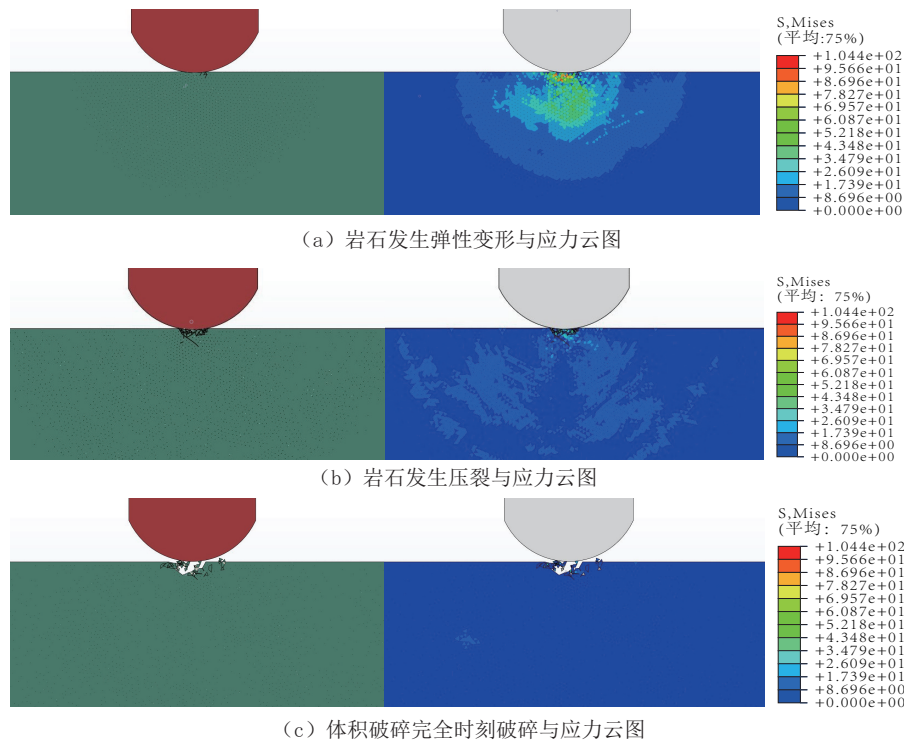 S,Mises
(平均:75%)
+1.044e+02
+9.566e+01
+8.696e+01
+7.827e+01
+6.957e+01
+6.087e+01
+5.218e+01
+4.348e+01
+3.479e+01
+2.609e+01
+1.739e+01
+8.696e+00
+0.000e+00
（a）岩石发生弹性变形与应力云图
S,Mises
(平均：75%)
+1.044e+02
+9.566e+01
+8.696e+01
+7.827e+01
+6.957e+01
+6.087e+01
+5.218e+01
+4.348e+01
+3.479e+01
+2.609e+01
+1.739e+01
+8.696e+00
+0.000e+00
（b）岩石发生压裂与应力云图
S,Mises
(平均：75%)
+1.044e+02
+9.566e+01
+8.696e+01
+7.827e+01
+6.957e+01
+6.087e+01
+5.218e+01
+4.348e+01
+3.479e+01
+2.609e+01
+1.739e+01
+8.696e+00
+0.000e+00
（c）体积破碎完全时刻破碎与应力云图